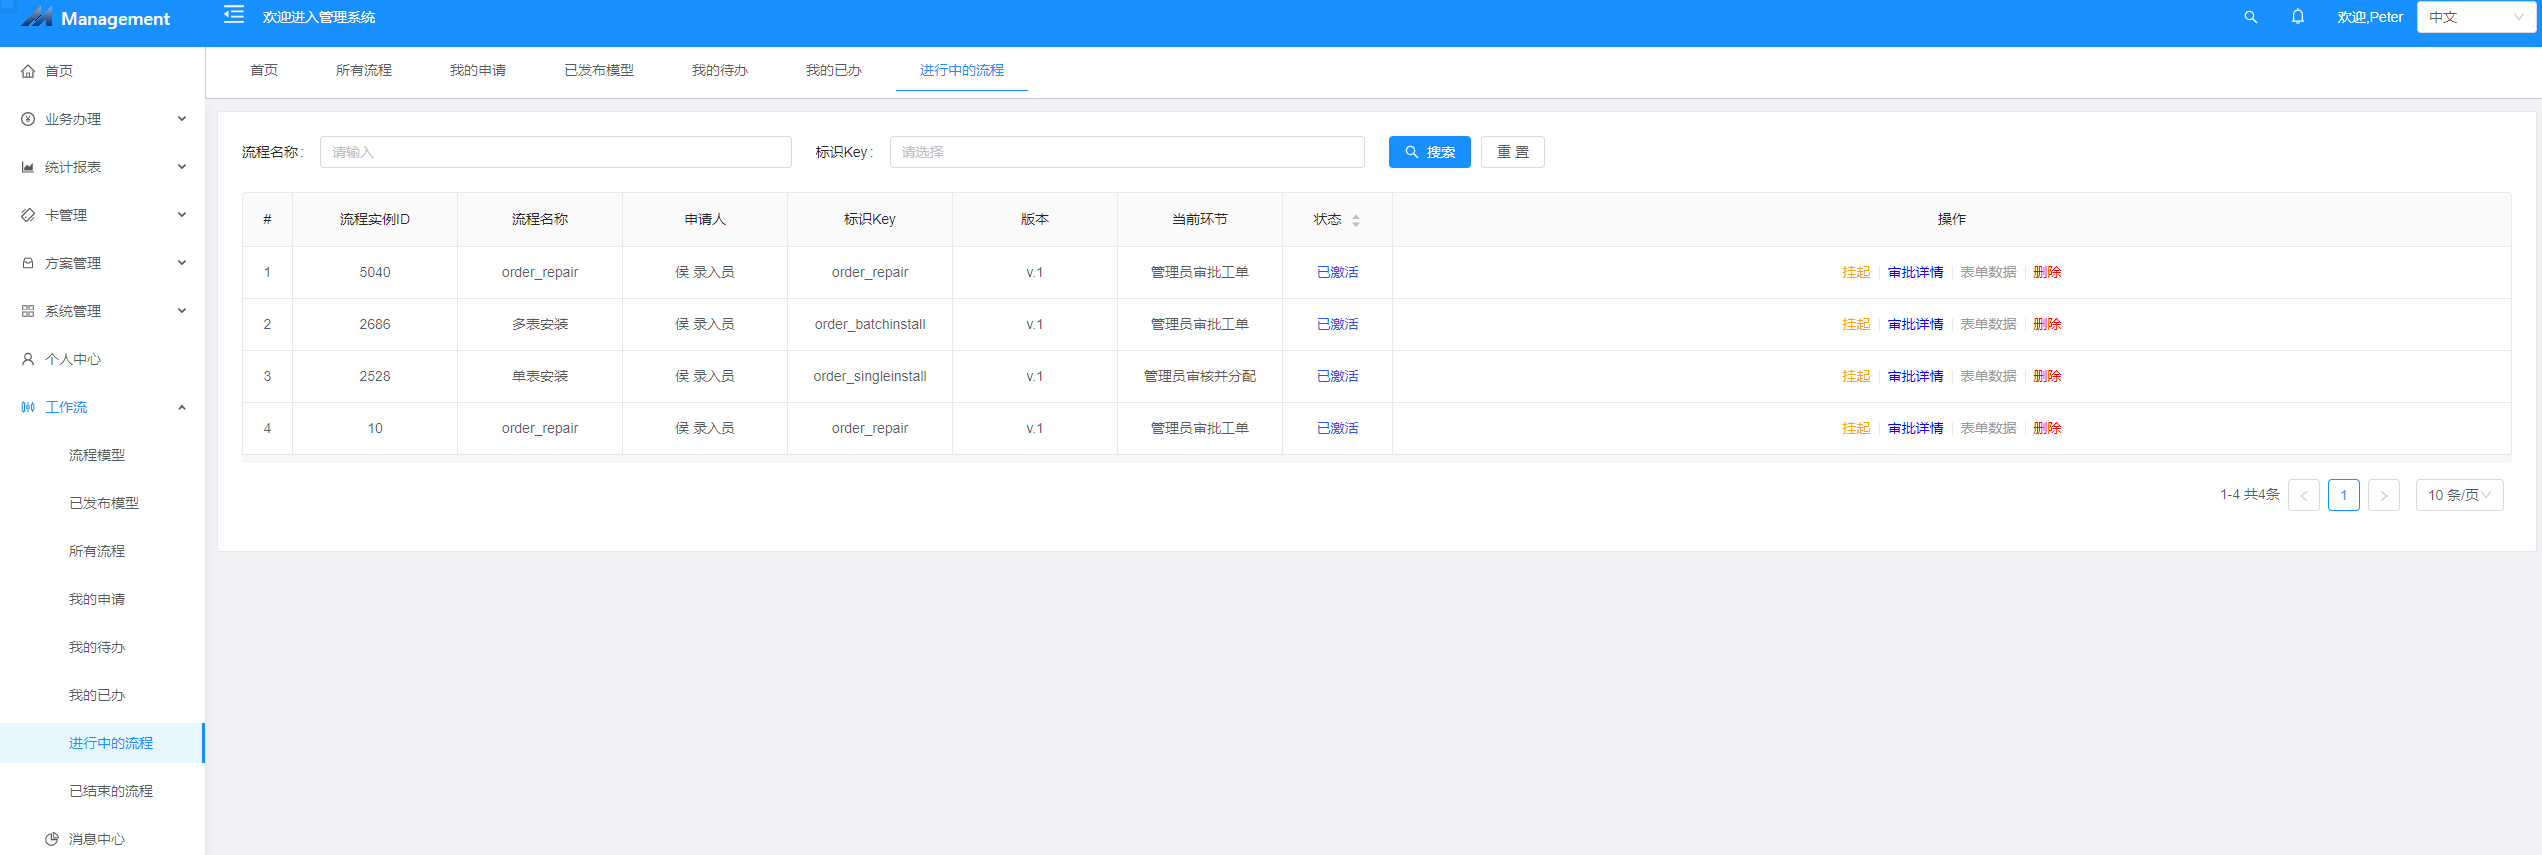 Management
欢迎进入管理系统
欢迎,Peter
中文
首页
业务办理
统计报表
卡管理
方案管理
系统管理
个人中心
工作流
流程模型
已发布模型
所有流程
我的申请
我的待办
我的已办
进行中的流程
已结束的流程
消息中心
首页 所有流程 我的申请 已发布模型 我的待办 我的已办 进行中的流程
流程名称: 请输入 标识Key: 请选择 搜索 重 置
# 流程实例ID 流程名称 申请人 标识Key 版本 当前环节 状态 操作
1 5040 order_repair 侯 录入员 order_repair v.1 管理员审批工单 已激活 挂起 审批详情 表单数据 删除
2 2686 多表安装 侯 录入员 order_batchinstall v.1 管理员审批工单 已激活 挂起 审批详情 表单数据 删除
3 2528 单表安装 侯 录入员 order_singleinstall v.1 管理员审核并分配 已激活 挂起 审批详情 表单数据 删除
4 10 order_repair 侯 录入员 order_repair v.1 管理员审批工单 已激活 挂起 审批详情 表单数据 删除
1-4 共4条 < 1 > 10 条/页